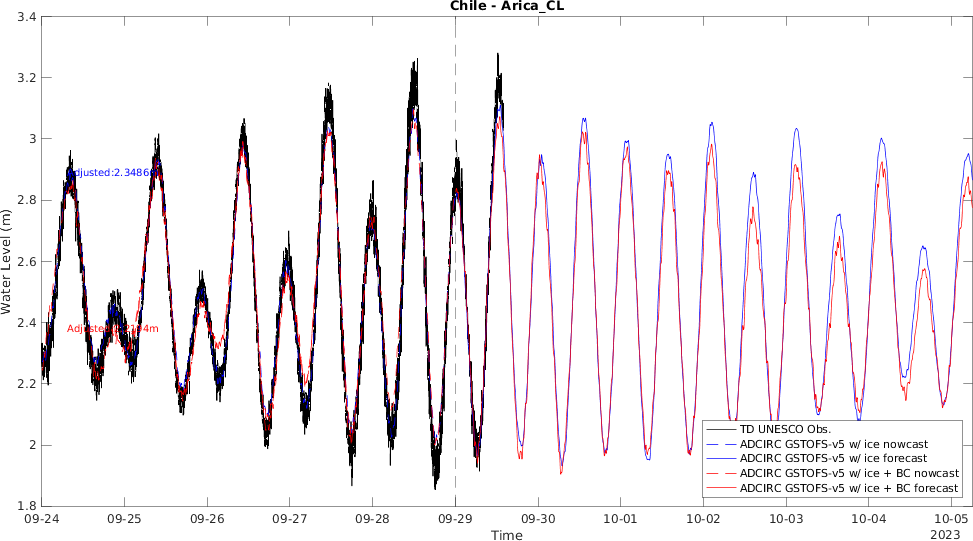 Chile - Arica_CL
3.4
3.2
3
2.8
2.6
2.4
2.2
2
1.8
Water Level (m)
09-24
09-25
09-26
09-27
09-28
09-29
09-30
10-01
10-02
10-03
10-04
10-05
Time
2023
TD UNESCO Obs.
ADCIRC GSTOFS-v5 w/ ice nowcast
ADCIRC GSTOFS-v5 w/ ice forecast
ADCIRC GSTOFS-v5 w/ ice + BC nowcast
ADCIRC GSTOFS-v5 w/ ice + BC forecast